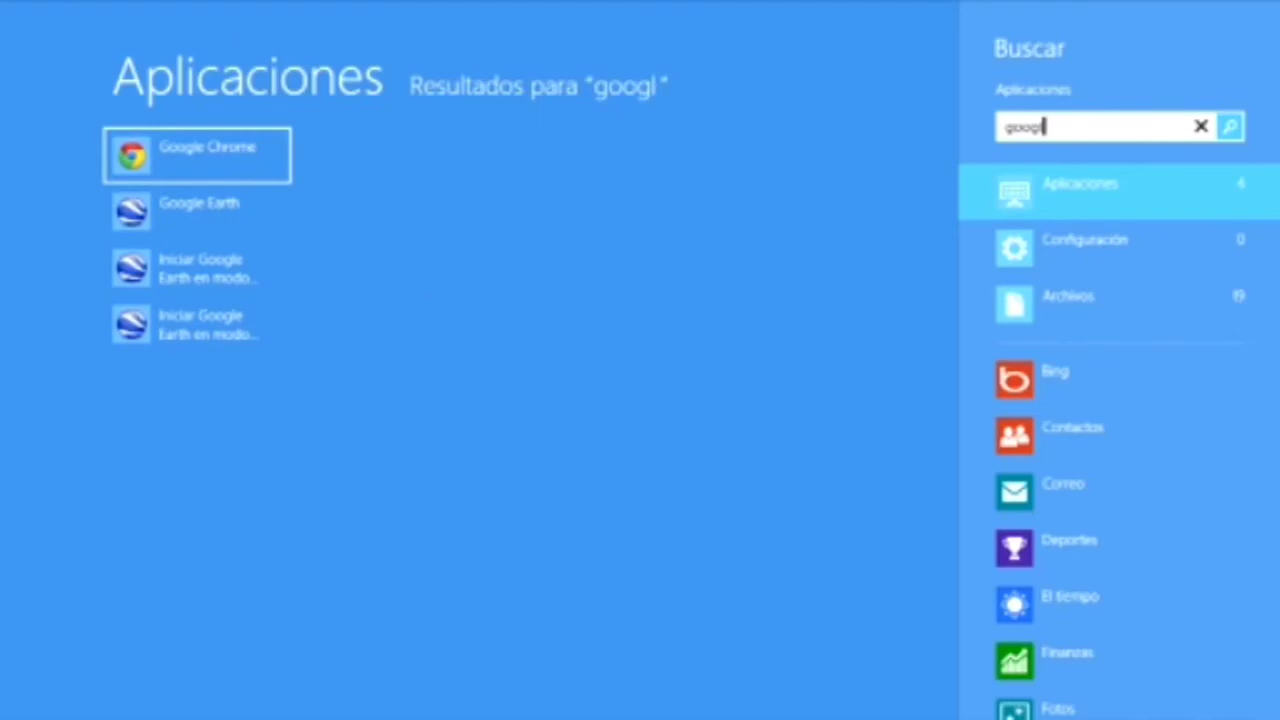 Aplicaciones Resultados para "googl"
Google Chrome
Google Earth
Iniciar Google
Earth en modo...
Iniciar Google
Earth en modo...
Buscar
Aplicaciones
googl
Aplicaciones 4
Configuración 0
Archivos 19
Bing
Contactos
Correo
Deportes
El tiempo
Finanzas
Fotos